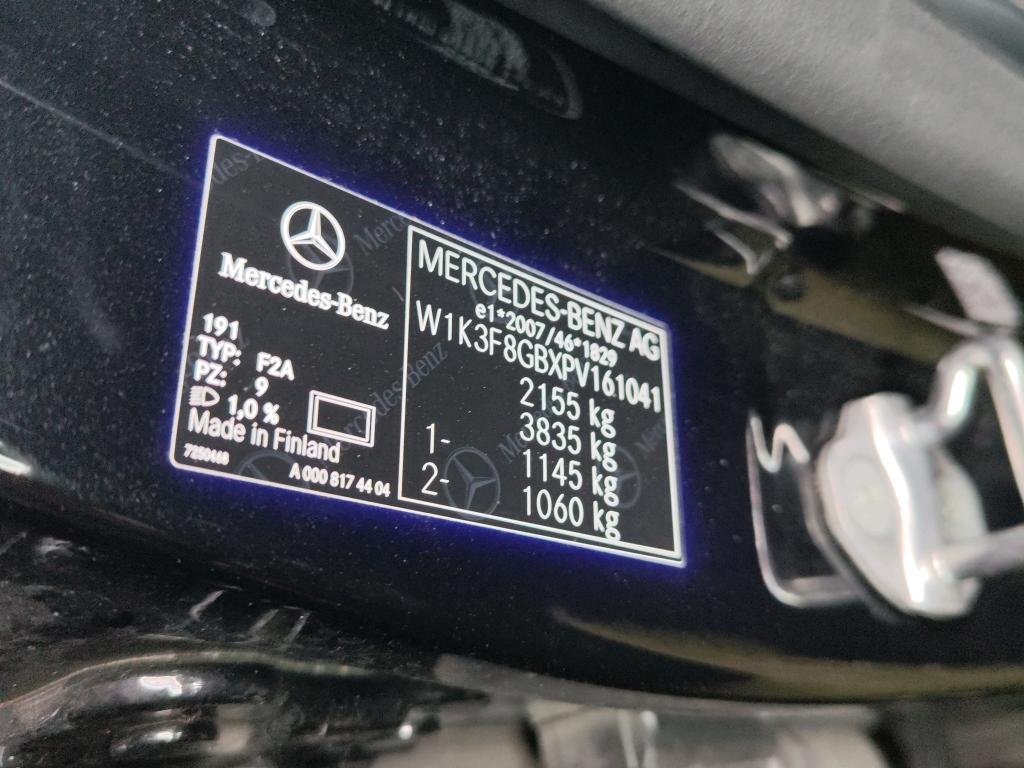 Mercedes-Benz
191
TYP: F2A
PZ: 9
1,0 %
Made in Finland
7250468
A 000 817 44 04
MERCEDES-BENZ AG
e1*2007/46*1829
W1K3F8GBXPV161041
2155 kg
3835 kg
1- 1145 kg
2- 1060 kg